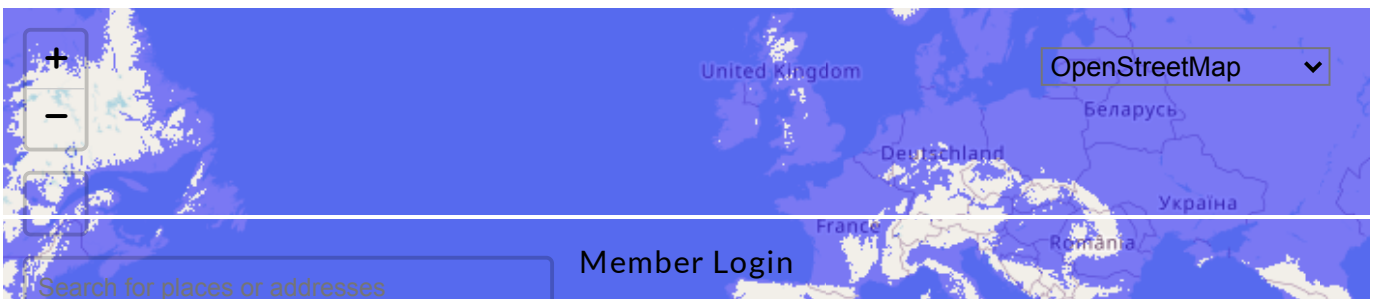 +
OpenStreetMap
United Kingdom
−
Беларусь
Deutschland
Україна
France
România
Member Login
Search for places or addresses